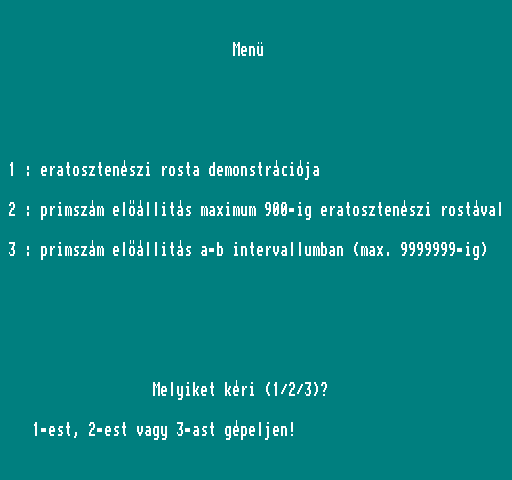 Menü
1 : eratosztenészi rosta demonstrációja
2 : primszám elöállitás maximum 900-ig eratosztenészi rostával
3 : primszám elöállitás a-b intervallumban (max. 9999999-ig)
Melyiket kéri (1/2/3)?
1-est, 2-est vagy 3-ast gépeljen!